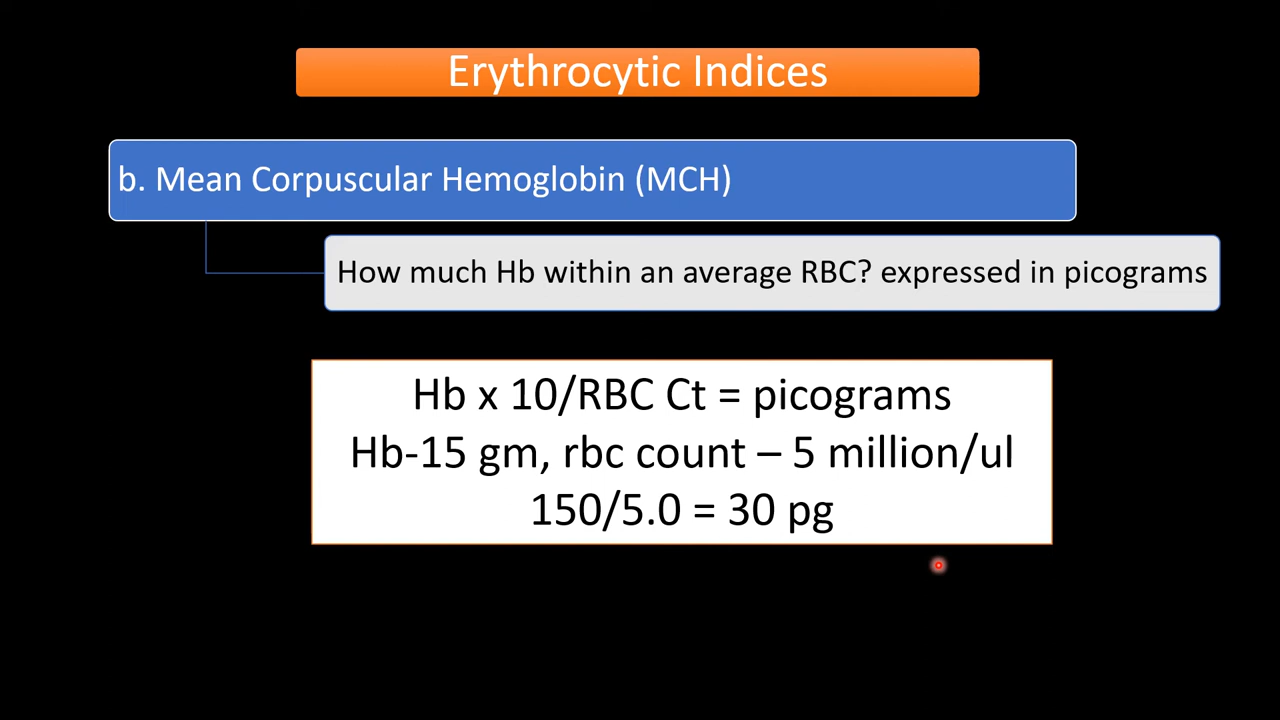 Erythrocytic Indices
b. Mean Corpuscular Hemoglobin (MCH)
How much Hb within an average RBC? expressed in picograms
Hb x 10/RBC Ct = picograms
Hb-15 gm, rbc count – 5 million/ul
150/5.0 = 30 pg